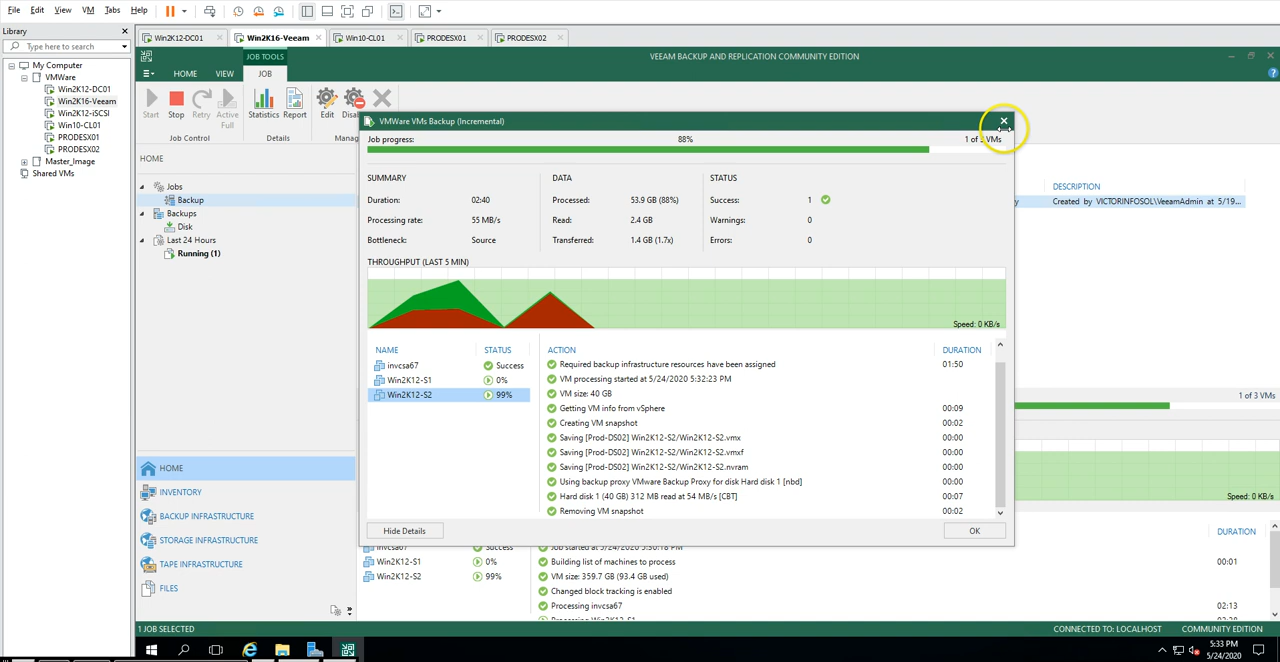 File Edit View VM Tabs Help
Library
Type here to search
My Computer
VMWare
Win2K12-DC01
Win2K16-Veeam
Win2K12-iSCSI
Win10-CL01
PRODESX01
PRODESX02
Master_Image
Shared VMs
Win2K12-DC01 Win2K16-Veeam Win10-CL01 PRODESX01 PRODESX02
JOB TOOLS
VEEAM BACKUP AND REPLICATION COMMUNITY EDITION
HOME VIEW JOB
Start Stop Retry Active Full Statistics Report Edit
Job Control Details
HOME
Jobs
Backup
Backups
Disk
Last 24 Hours
Running (1)
HOME
INVENTORY
BACKUP INFRASTRUCTURE
STORAGE INFRASTRUCTURE
TAPE INFRASTRUCTURE
FILES
VMWare VMs Backup (Incremental)
Job progress: 88% 1 of 3 VMs
SUMMARY DATA STATUS
Duration: 02:40 Processed: 53.9 GB (88%) Success: 1
Processing rate: 55 MB/s Read: 2.4 GB Warnings: 0
Bottleneck: Source Transferred: 1.4 GB (1.7x) Errors: 0
THROUGHPUT (LAST 5 MIN)
Speed: 0 KB/s
NAME STATUS ACTION DURATION
invcsa67 Success
Win2K12-S1 0%
Win2K12-S2 99%
Required backup infrastructure resources have been assigned 01:50
VM processing started at 5/24/2020 5:32:23 PM
VM size: 40 GB
Getting VM info from vSphere 00:09
Creating VM snapshot 00:02
Saving [Prod-DS02] Win2K12-S2/Win2K12-S2.vmx 00:00
Saving [Prod-DS02] Win2K12-S2/Win2K12-S2.vmxf 00:00
Saving [Prod-DS02] Win2K12-S2/Win2K12-S2.nvram 00:00
Using backup proxy VMware Backup Proxy for disk Hard disk 1 [nbd] 00:00
Hard disk 1 (40 GB) 312 MB read at 54 MB/s [CBT] 00:07
Removing VM snapshot 00:02
Hide Details OK
DESCRIPTION
Created by VICTORINFOSOL\VeeamAdmin at 5/19...
1 of 3 VMs
Speed: 0 KB/s
DURATION
Win2K12-S1 0%
Win2K12-S2 99%
Building list of machines to process 00:01
VM size: 359.7 GB (93.4 GB used)
Changed block tracking is enabled
Processing invcsa67 02:13
1 JOB SELECTED
CONNECTED TO: LOCALHOST COMMUNITY EDITION
5:33 PM
5/24/2020